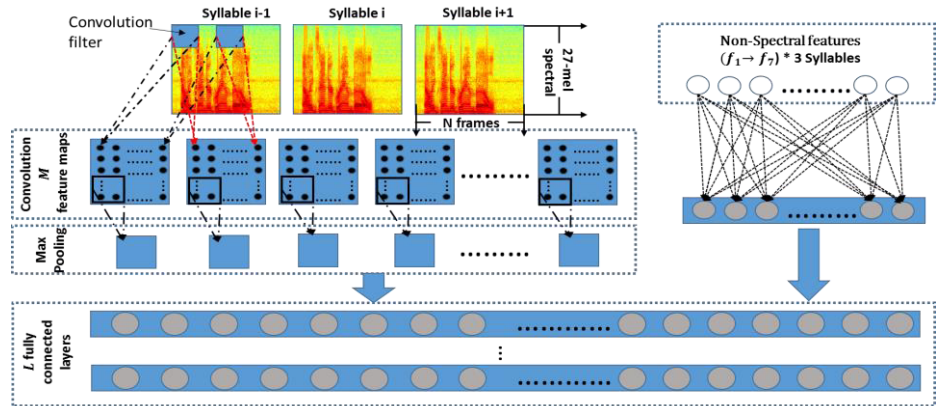 Convolution
filter
Syllable i-1
Syllable i
Syllable i+1
27-mel
spectral
N frames
Non-Spectral features
(f₁→ f₇) * 3 Syllables
Convolution
M
feature maps
Max
Pooling
L fully
connected
layers